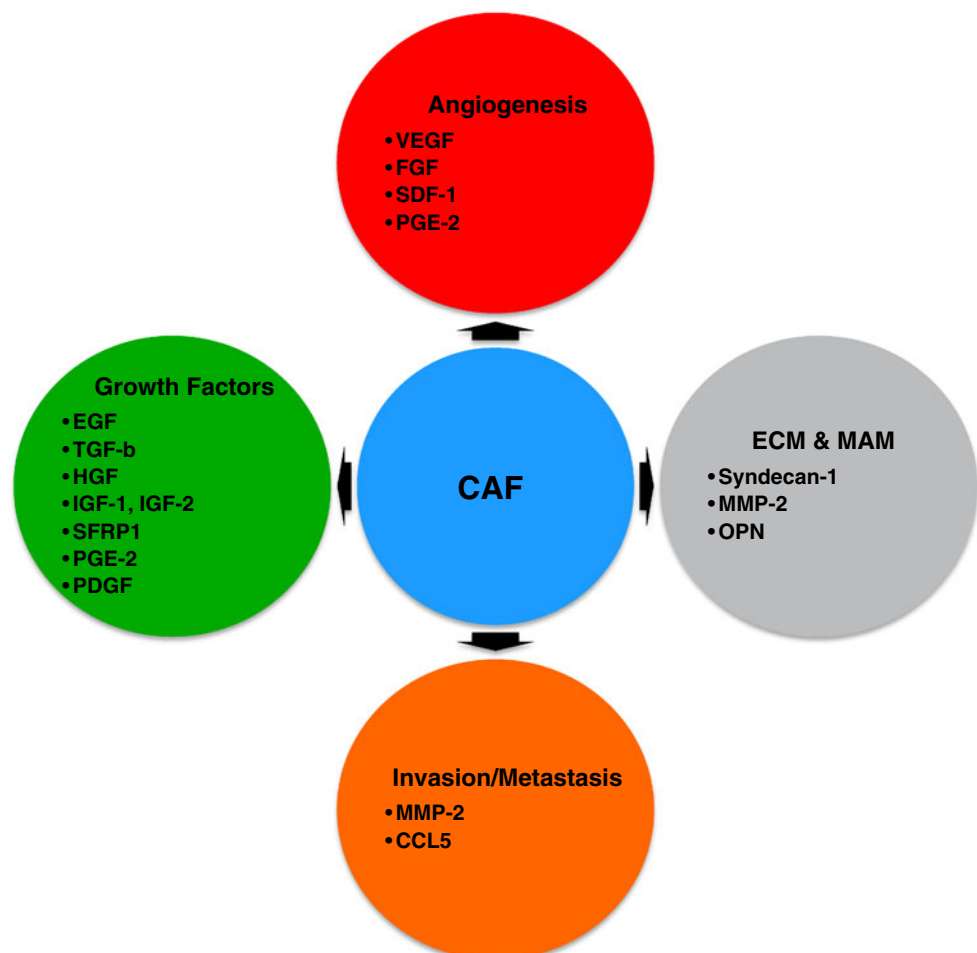 Angiogenesis
•VEGF
•FGF
•SDF-1
•PGE-2
Growth Factors
•EGF
•TGF-b
•HGF
•IGF-1, IGF-2
•SFRP1
•PGE-2
•PDGF
CAF
ECM & MAM
•Syndecan-1
•MMP-2
•OPN
Invasion/Metastasis
•MMP-2
•CCL5